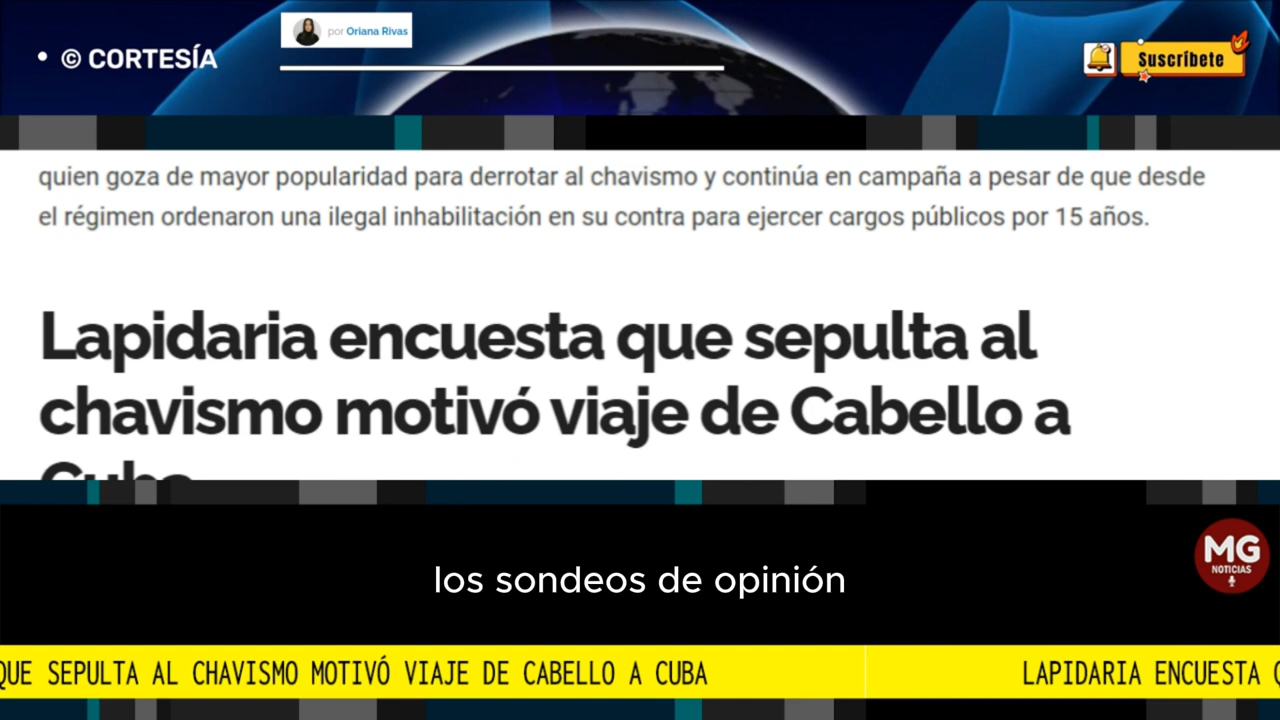 • © CORTESÍA
por Oriana Rivas
Suscríbete
quien goza de mayor popularidad para derrotar al chavismo y continúa en campaña a pesar de que desde
el régimen ordenaron una ilegal inhabilitación en su contra para ejercer cargos públicos por 15 años.
Lapidaria encuesta que sepulta al
chavismo motivó viaje de Cabello a
Cuba
los sondeos de opinión
MG
NOTICIAS
QUE SEPULTA AL CHAVISMO MOTIVÓ VIAJE DE CABELLO A CUBA
LAPIDARIA ENCUESTA